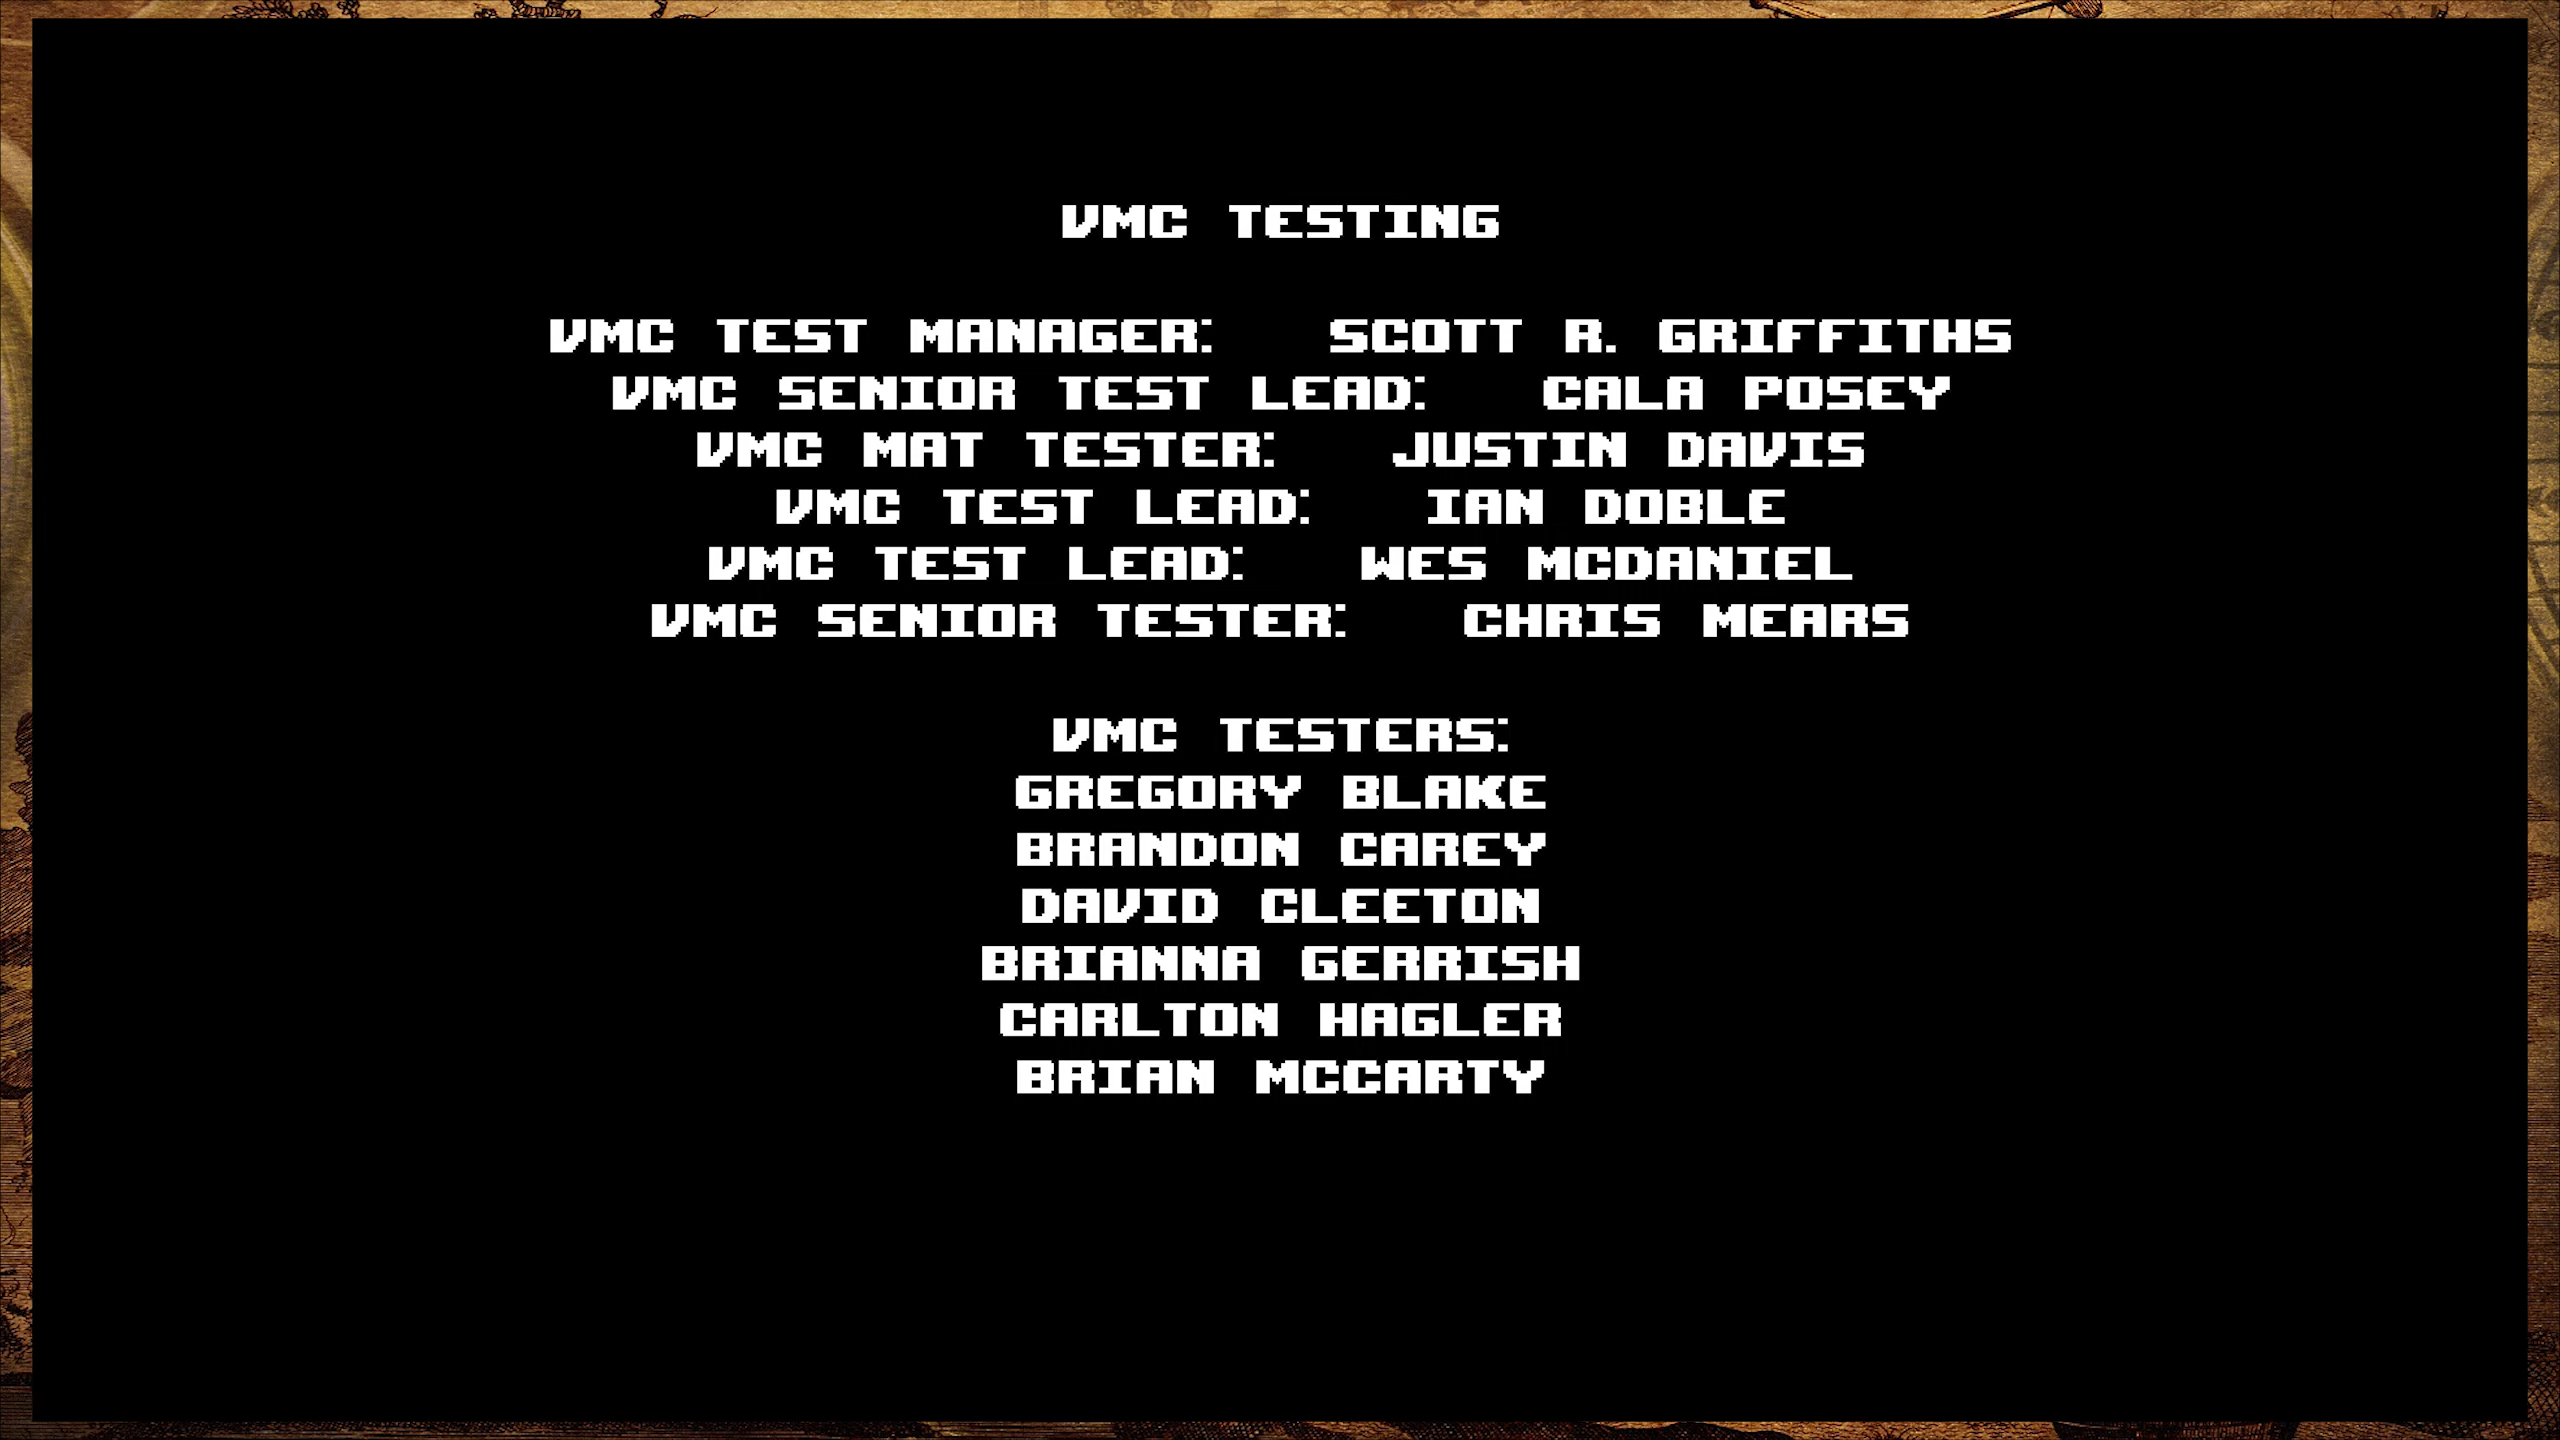 VMC TESTING
VMC TEST MANAGER: SCOTT R. GRIFFITHS
VMC SENIOR TEST LEAD: CALA POSEY
VMC MAT TESTER: JUSTIN DAVIS
VMC TEST LEAD: IAN DOBLE
VMC TEST LEAD: WES MCDANIEL
VMC SENIOR TESTER: CHRIS MEARS
VMC TESTERS:
GREGORY BLAKE
BRANDON CAREY
DAVID CLEETON
BRIANNA GERRISH
CARLTON HAGLER
BRIAN MCCARTY